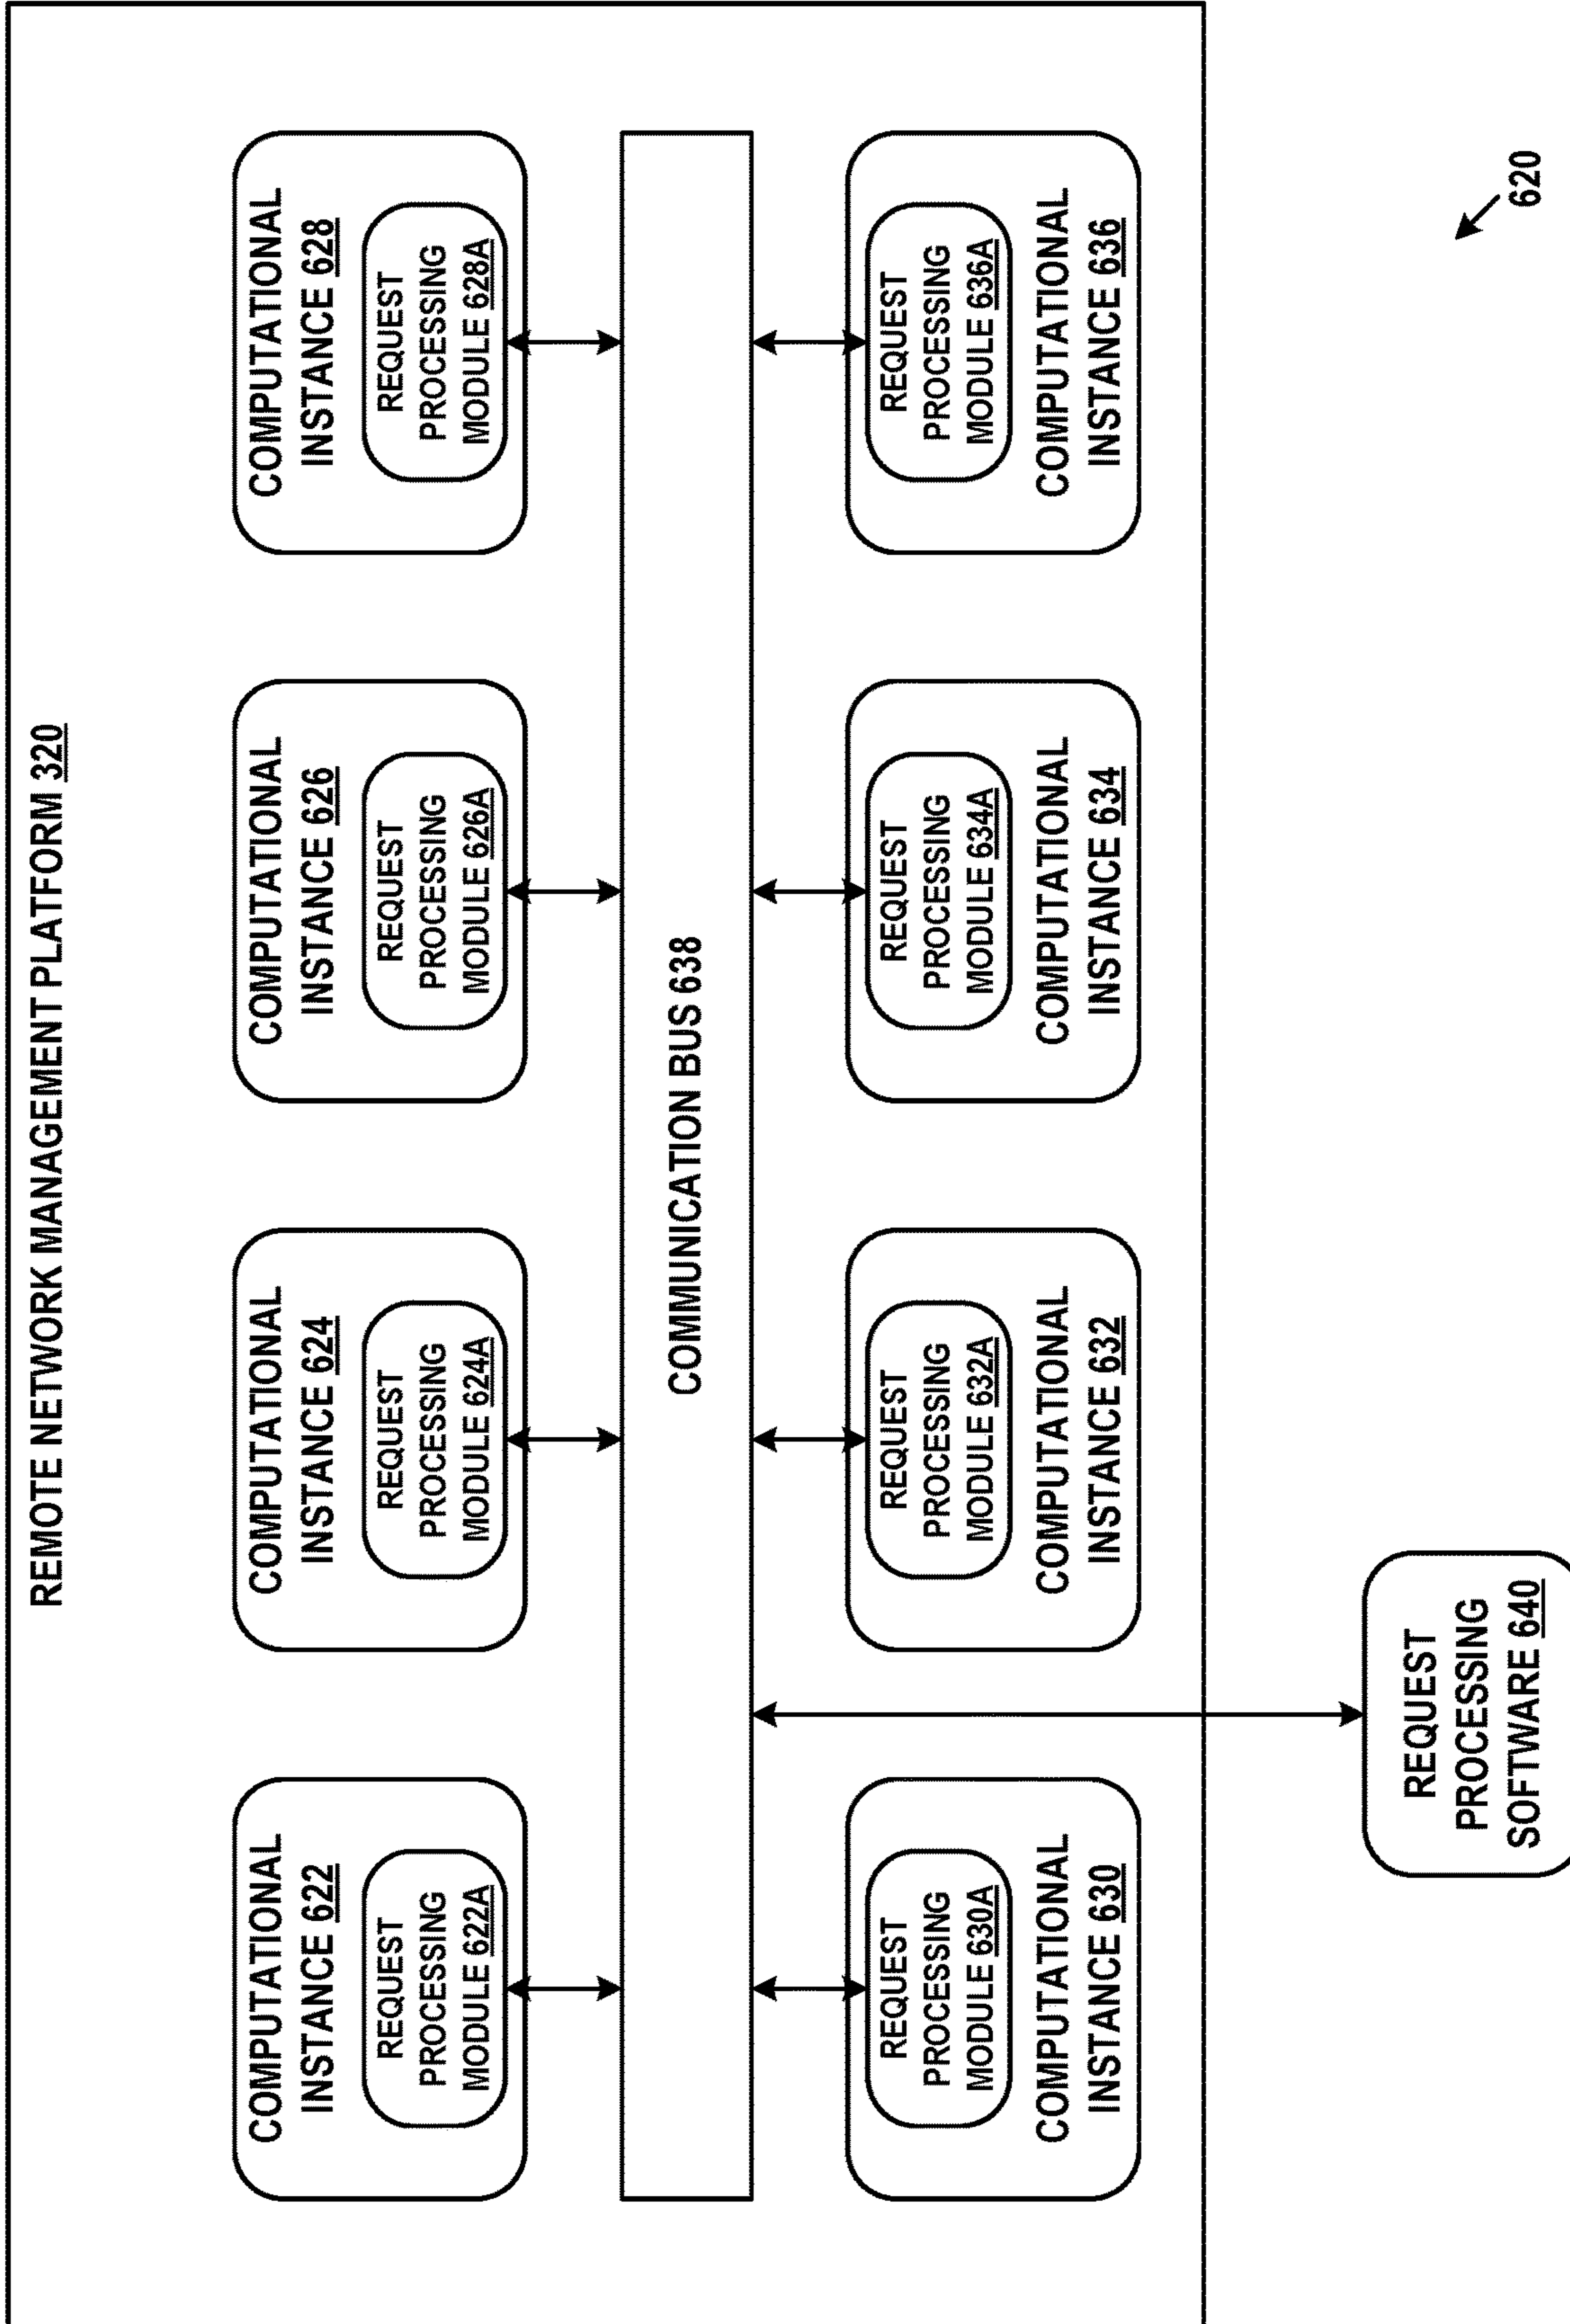 REMOTE NETWORK MANAGEMENT PLATFORM 320
COMPUTATIONAL
INSTANCE 622
REQUEST
PROCESSING
MODULE 622A
COMPUTATIONAL
INSTANCE 624
REQUEST
PROCESSING
MODULE 624A
COMPUTATIONAL
INSTANCE 626
REQUEST
PROCESSING
MODULE 626A
COMPUTATIONAL
INSTANCE 628
REQUEST
PROCESSING
MODULE 628A
COMMUNICATION BUS 638
REQUEST
PROCESSING
MODULE 630A
COMPUTATIONAL
INSTANCE 630
REQUEST
PROCESSING
MODULE 632A
COMPUTATIONAL
INSTANCE 632
REQUEST
PROCESSING
MODULE 634A
COMPUTATIONAL
INSTANCE 634
REQUEST
PROCESSING
MODULE 636A
COMPUTATIONAL
INSTANCE 636
REQUEST
PROCESSING
SOFTWARE 640
620